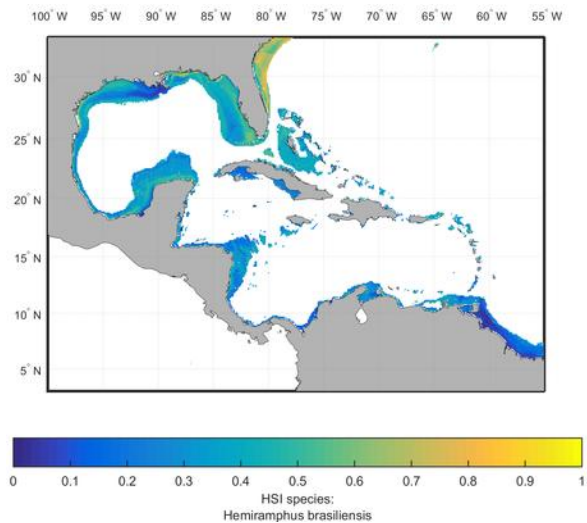 100° W 95° W 90° W 85° W 80° W 75° W 70° W 65° W 60° W 55° W
30° N
25° N
20° N
15° N
10° N
5° N
0 0.1 0.2 0.3 0.4 0.5 0.6 0.7 0.8 0.9 1
HSI species:
Hemiramphus brasiliensis